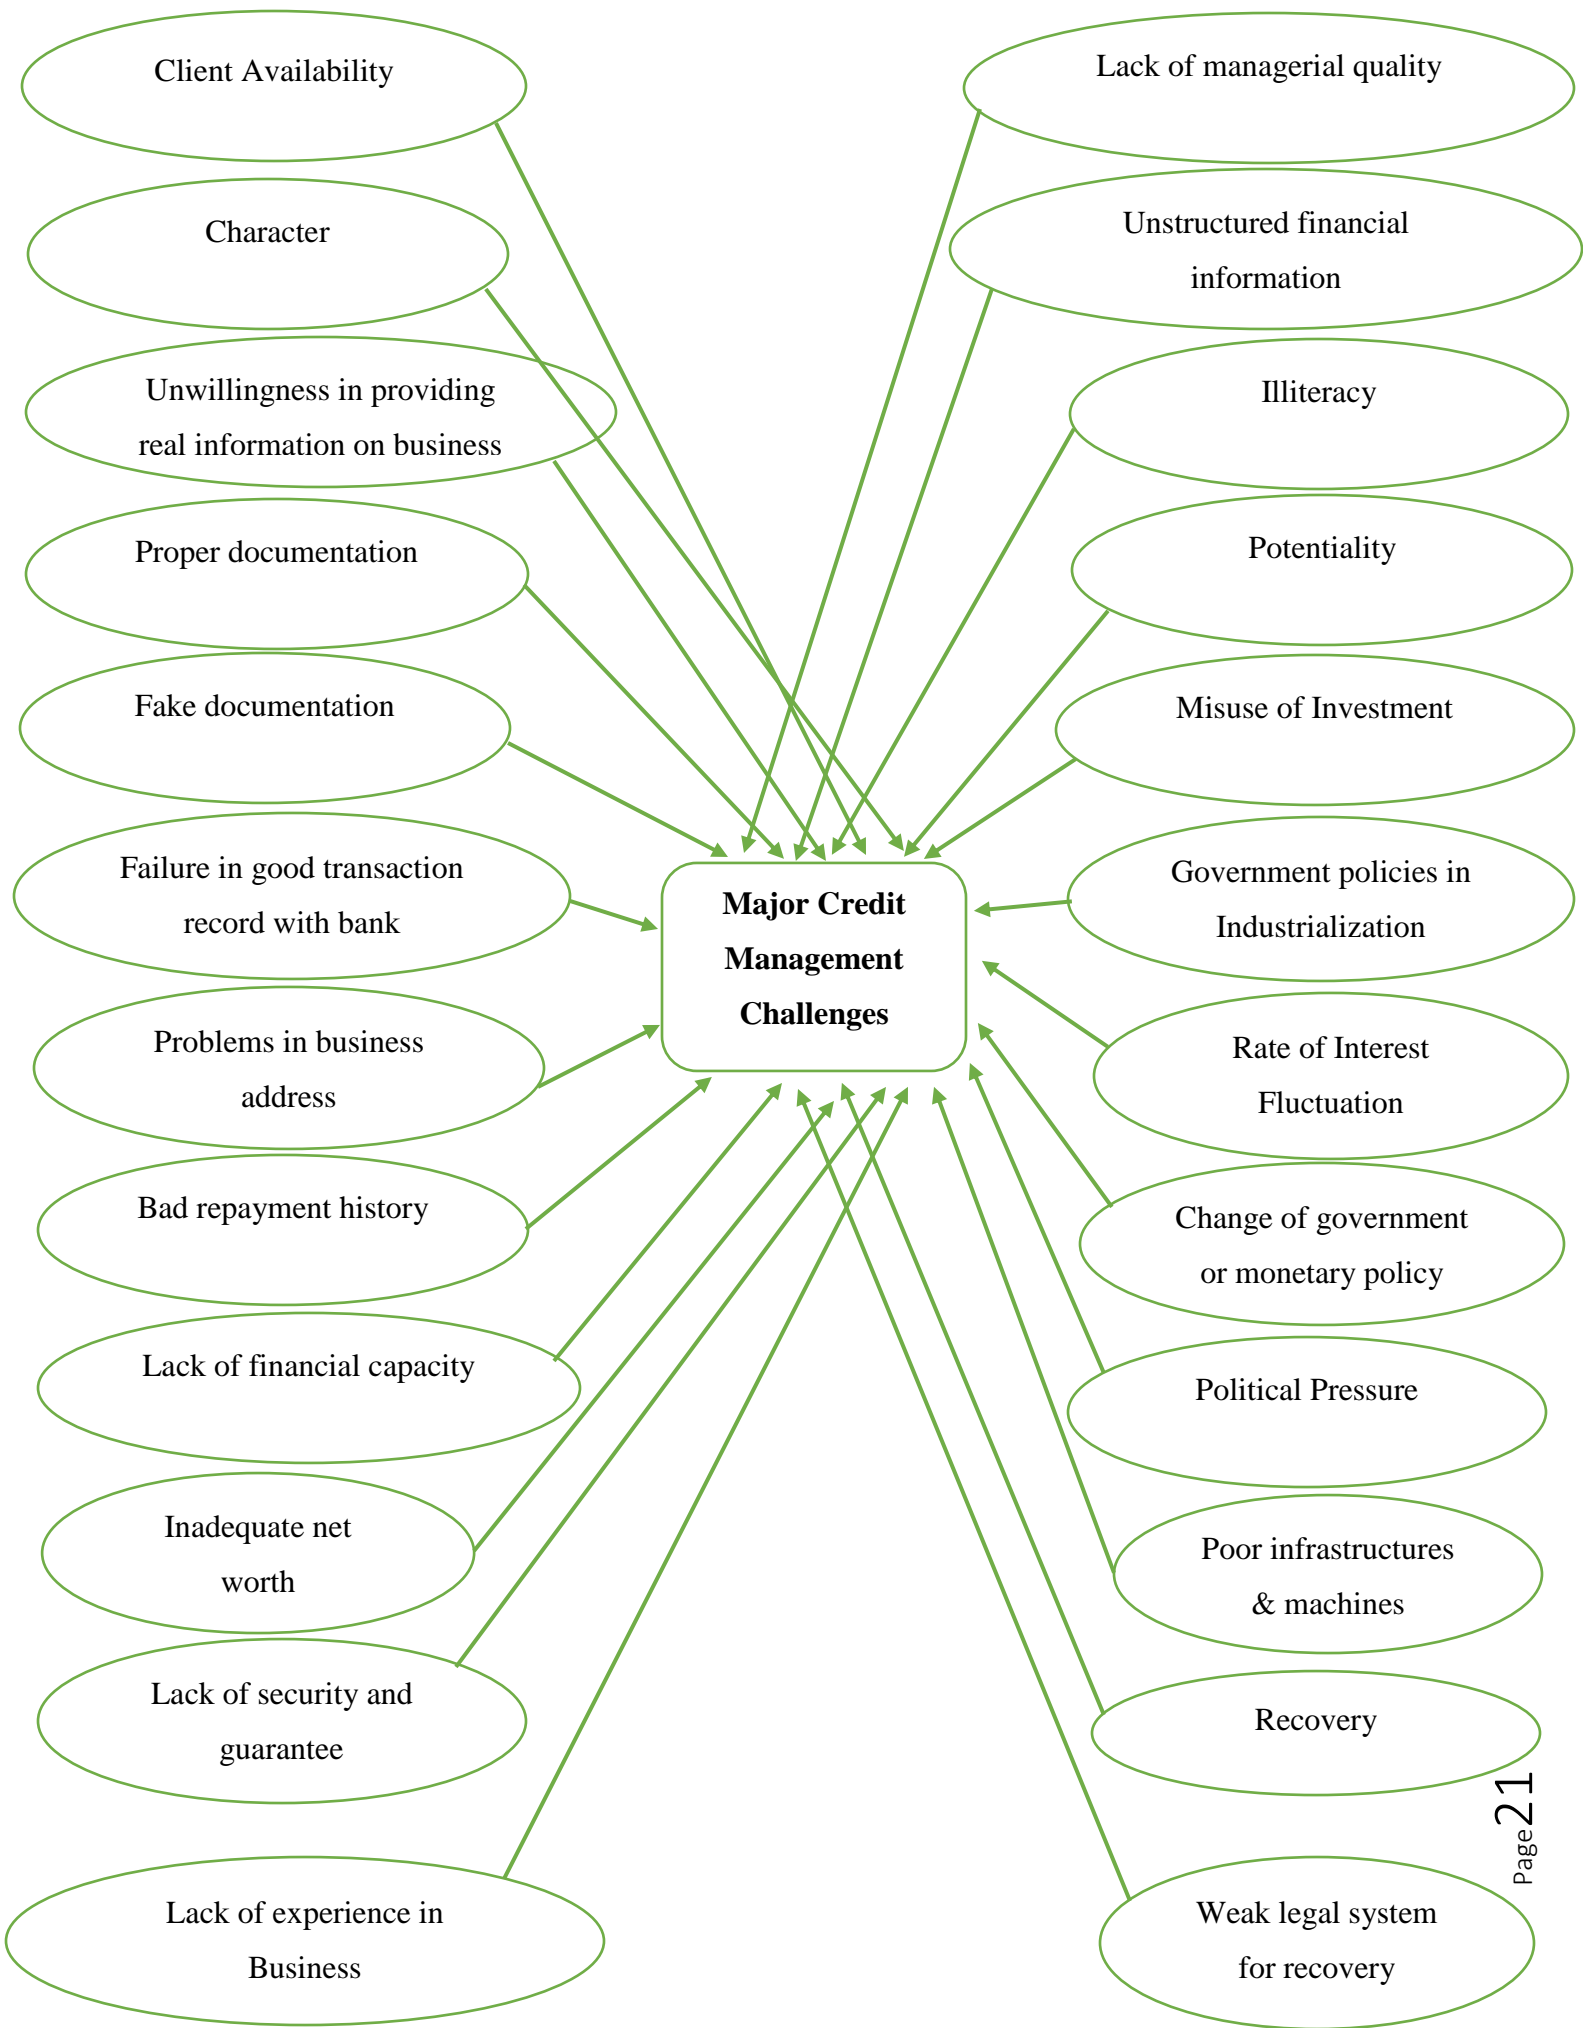 Client Availability
Character
Unwillingness in providing
real information on business
Proper documentation
Fake documentation
Failure in good transaction
record with bank
Problems in business
address
Bad repayment history
Lack of financial capacity
Inadequate net
worth
Lack of security and
guarantee
Lack of experience in
Business
Major Credit
Management
Challenges
Lack of managerial quality
Unstructured financial
information
Illiteracy
Potentiality
Misuse of Investment
Government policies in
Industrialization
Rate of Interest
Fluctuation
Change of government
or monetary policy
Political Pressure
Poor infrastructures
& machines
Recovery
Weak legal system
for recovery
Page 21